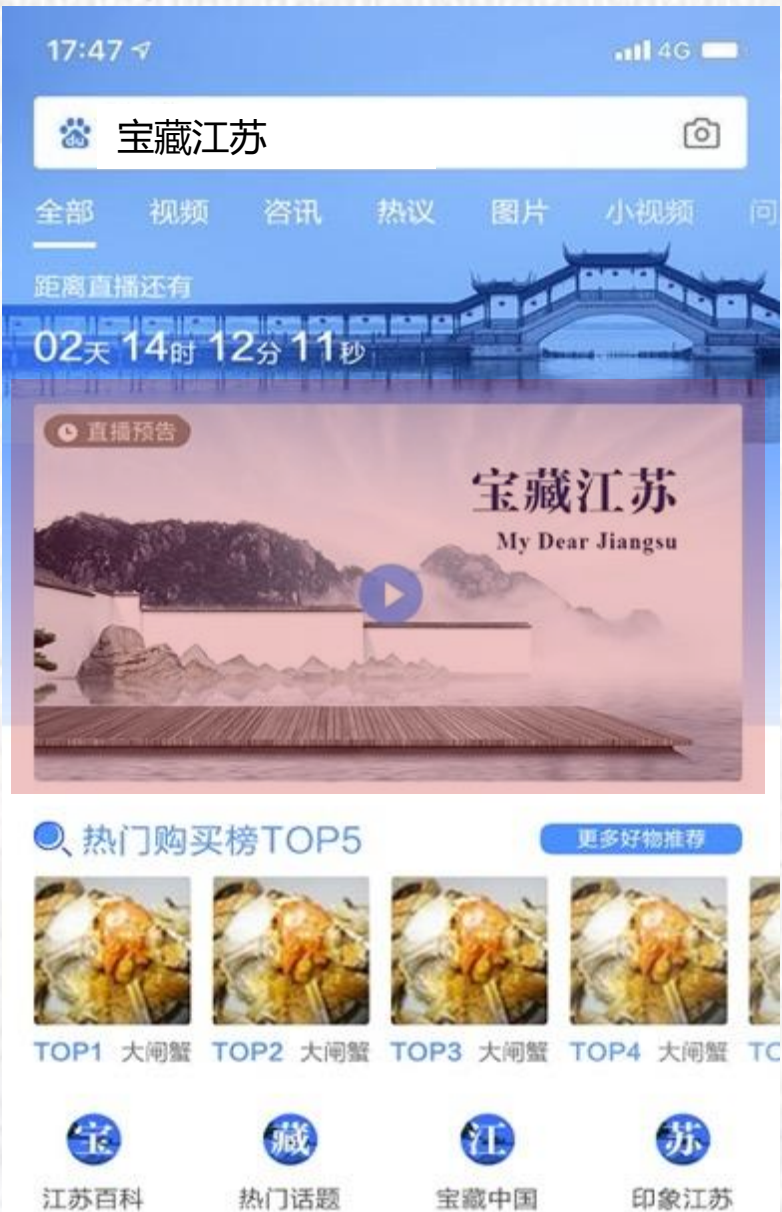 17:47 4G
du 宝藏江苏
全部 视频 咨讯 热议 图片 小视频 问
距离直播还有
02天 14时 12分 11秒
直播预告
宝藏江苏
My Dear Jiangsu
热门购买榜TOP5 更多好物推荐
TOP1 大闸蟹 TOP2 大闸蟹 TOP3 大闸蟹 TOP4 大闸蟹 TO
宝 藏 江 苏
江苏百科 热门话题 宝藏中国 印象江苏